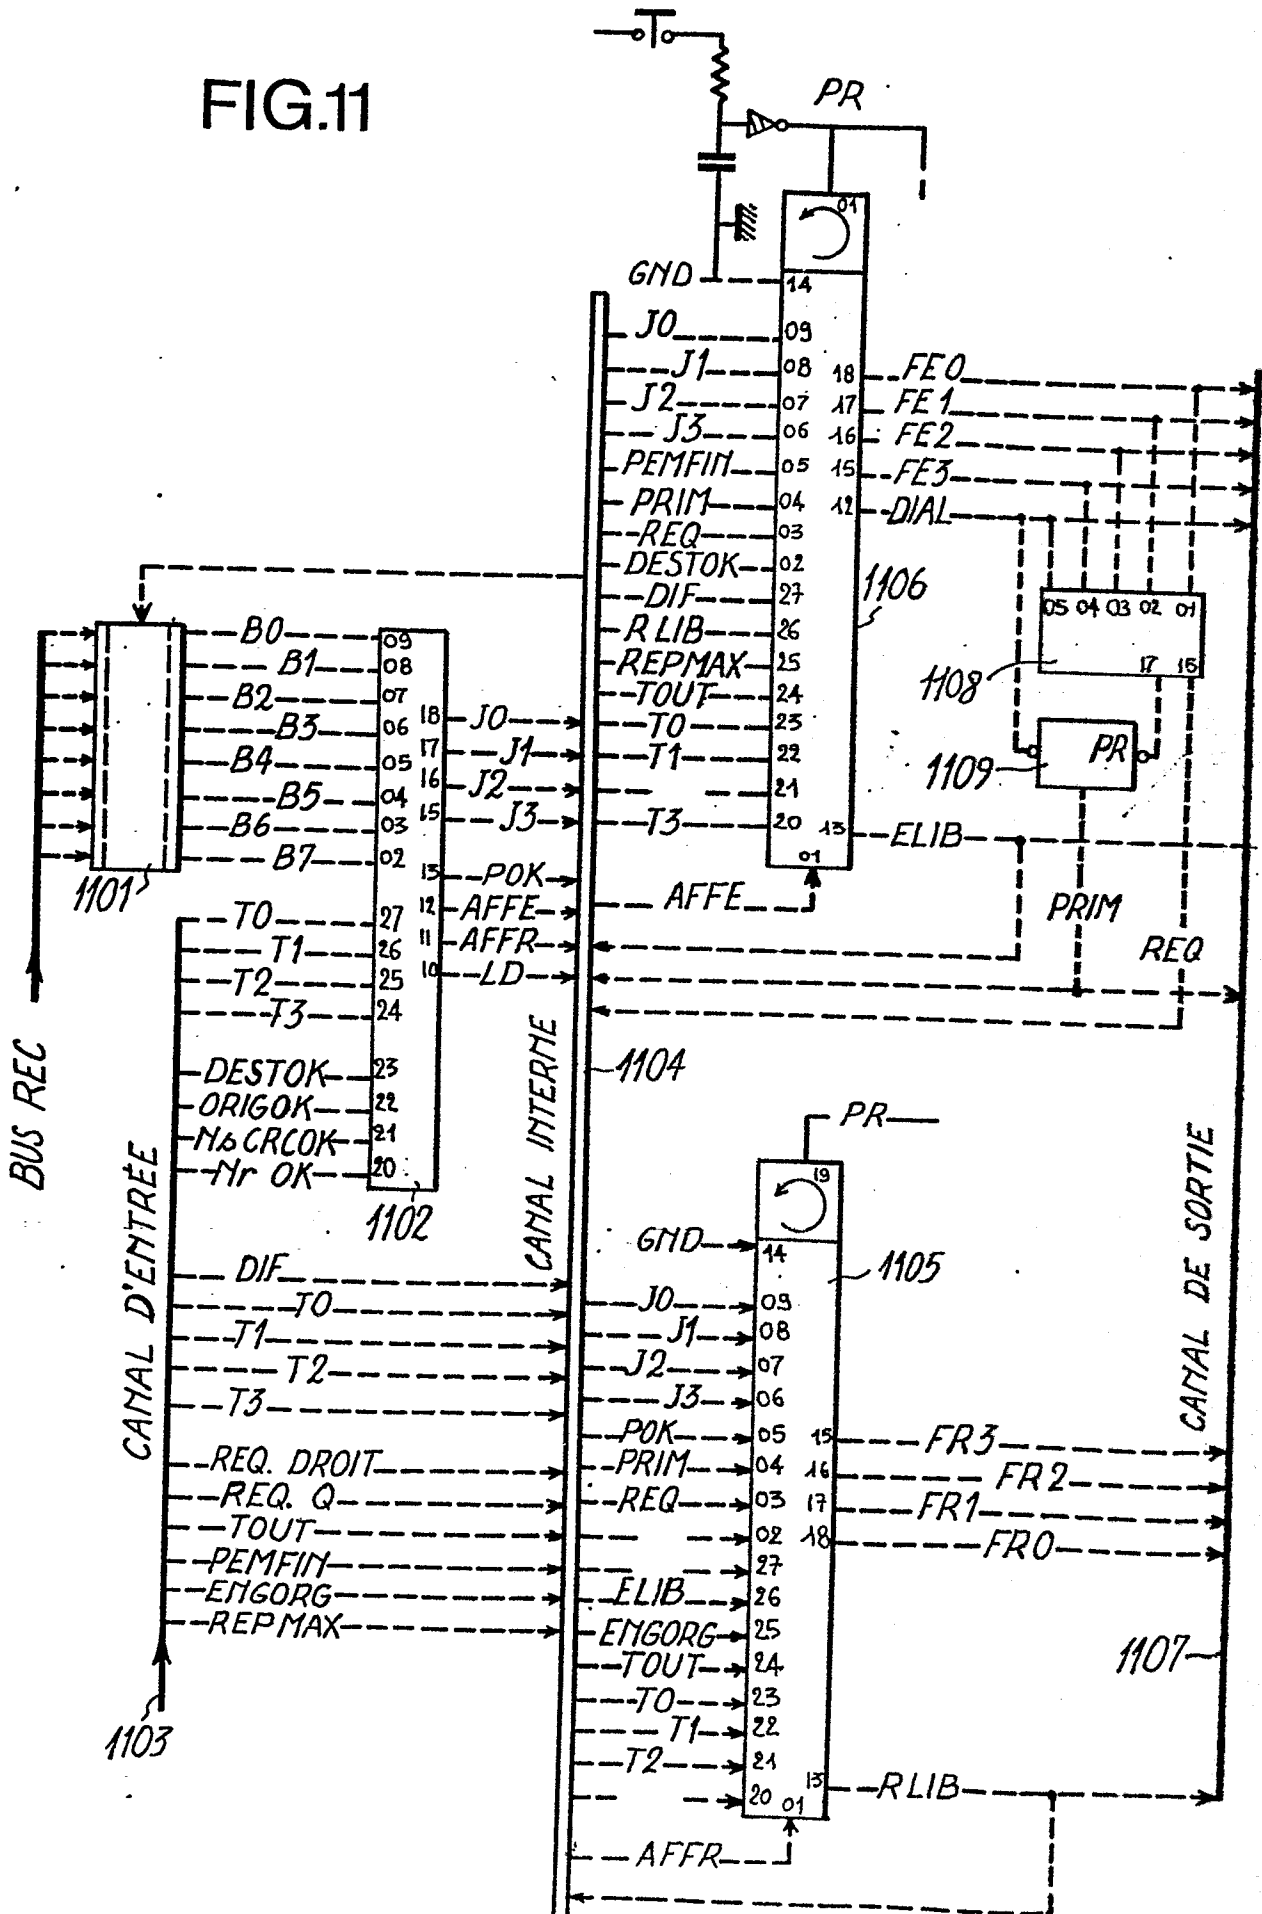 FIG.11
PR
01
GND 14
J0 09
J1 08
J2 07
J3 06
PEMFIN 05
PRIM 04
REQ 03
DESTOK 02
DIF 27
RLIB 26
REPMAX 25
TOUT 24
T0 23
T1 22
21
T3 20
01
AFFE
18 FE0
17 FE1
16 FE2
15 FE3
12 DIAL
13 ELIB
1106
05 04 03 02 01
17 15
1108
PR
1109
PRIM
REQ
B0 09
B1 08
B2 07
B3 06
B4 05
B5 04
B6 03
B7 02
1101
T0 27
T1 26
T2 25
T3 24
DESTOK 23
ORIGOK 22
NsCRCOK 21
Nr OK 20
18 J0
17 J1
16 J2
15 J3
13 POK
12 AFFE
11 AFFR
10 LD
1102
BUS REC
CANAL D'ENTRÉE
CANAL INTERNE
1104
CANAL DE SORTIE
DIF
T0
T1
T2
T3
REQ. DROIT
REQ. Q
TOUT
PEMFIN
ENGORG
REPMAX
1103
PR
19
1105
GND 14
J0 09
J1 08
J2 07
J3 06
POK 05
PRIM 04
REQ 03
02
27
ELIB 26
ENGORG 25
TOUT 24
T0 23
T1 22
T2 21
20
01
AFFR
15 FR3
16 FR2
17 FR1
18 FR0
13 RLIB
1107